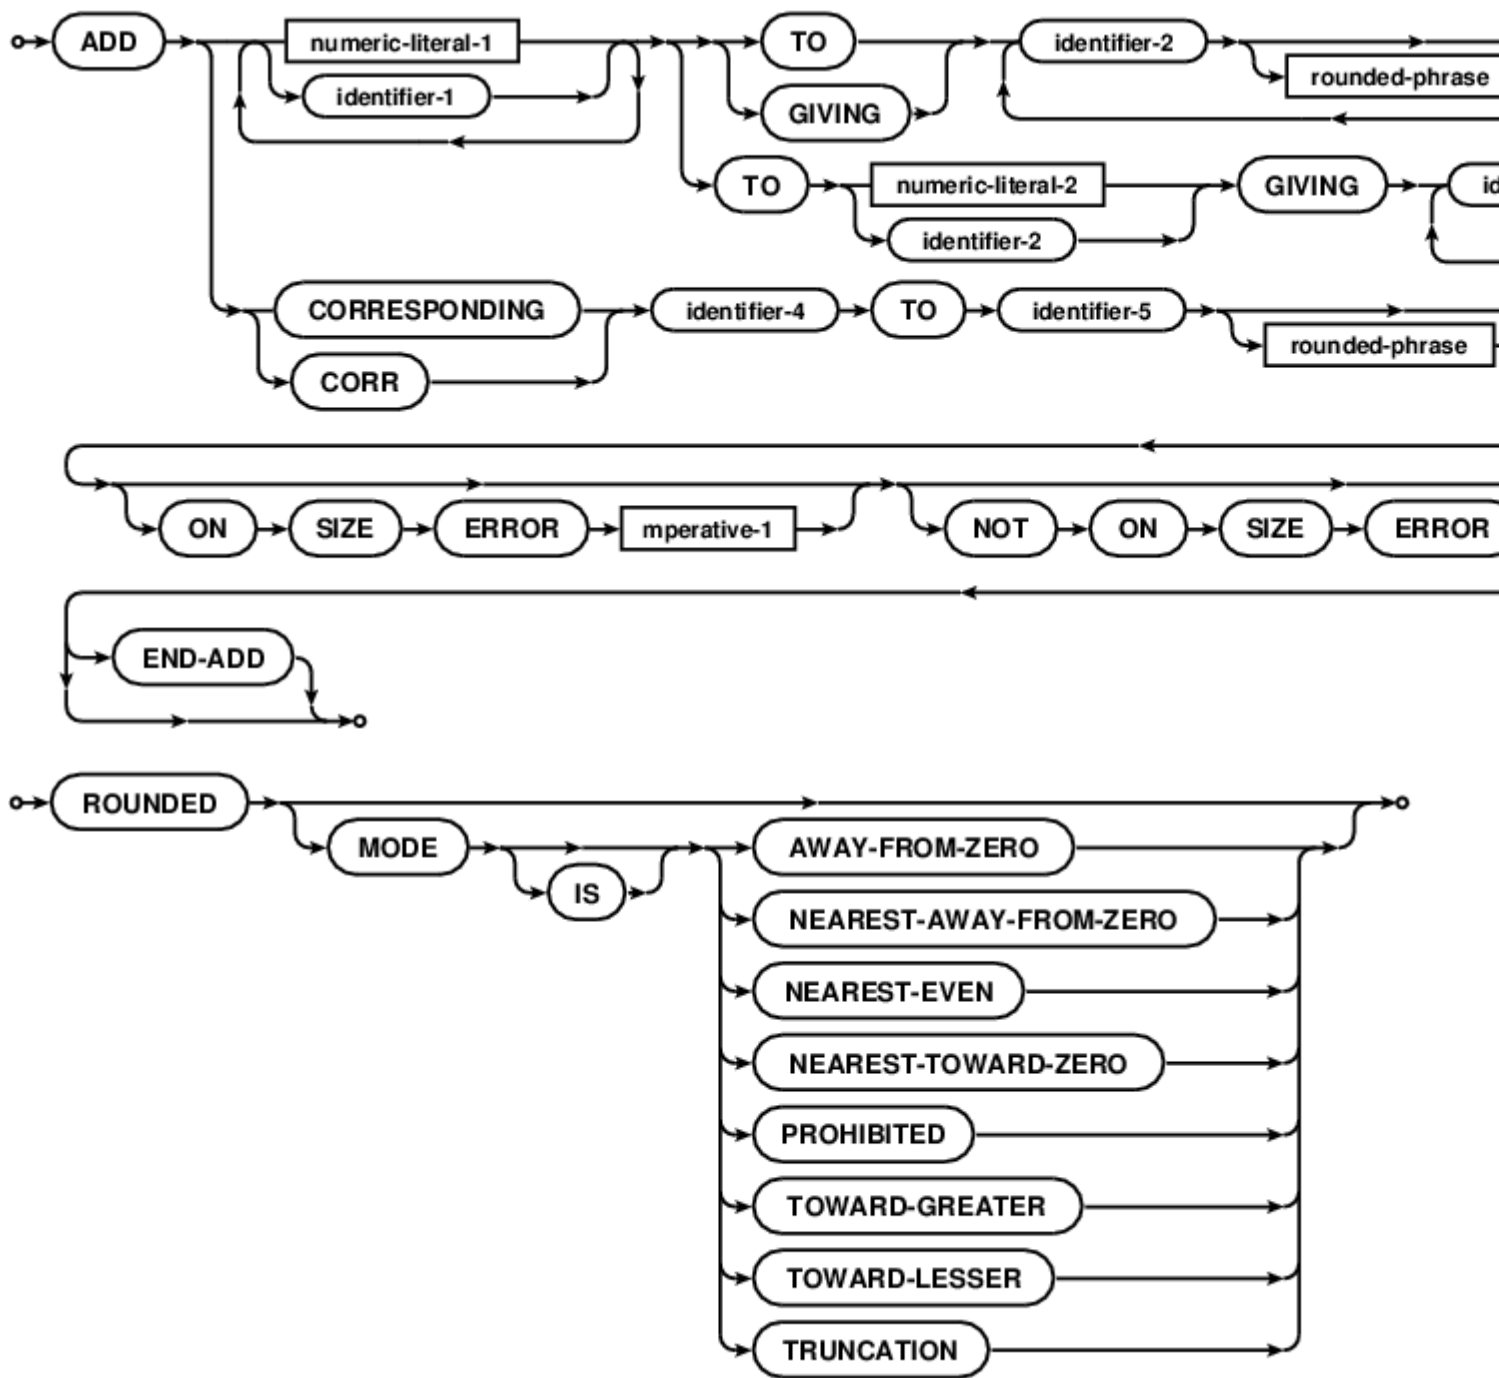 ADD numeric-literal-1 TO identifier-2
identifier-1 GIVING rounded-phrase
TO numeric-literal-2 GIVING id
identifier-2
CORRESPONDING identifier-4 TO identifier-5
CORR rounded-phrase
ON SIZE ERROR mperative-1 NOT ON SIZE ERROR
END-ADD
ROUNDED
MODE AWAY-FROM-ZERO
IS
NEAREST-AWAY-FROM-ZERO
NEAREST-EVEN
NEAREST-TOWARD-ZERO
PROHIBITED
TOWARD-GREATER
TOWARD-LESSER
TRUNCATION